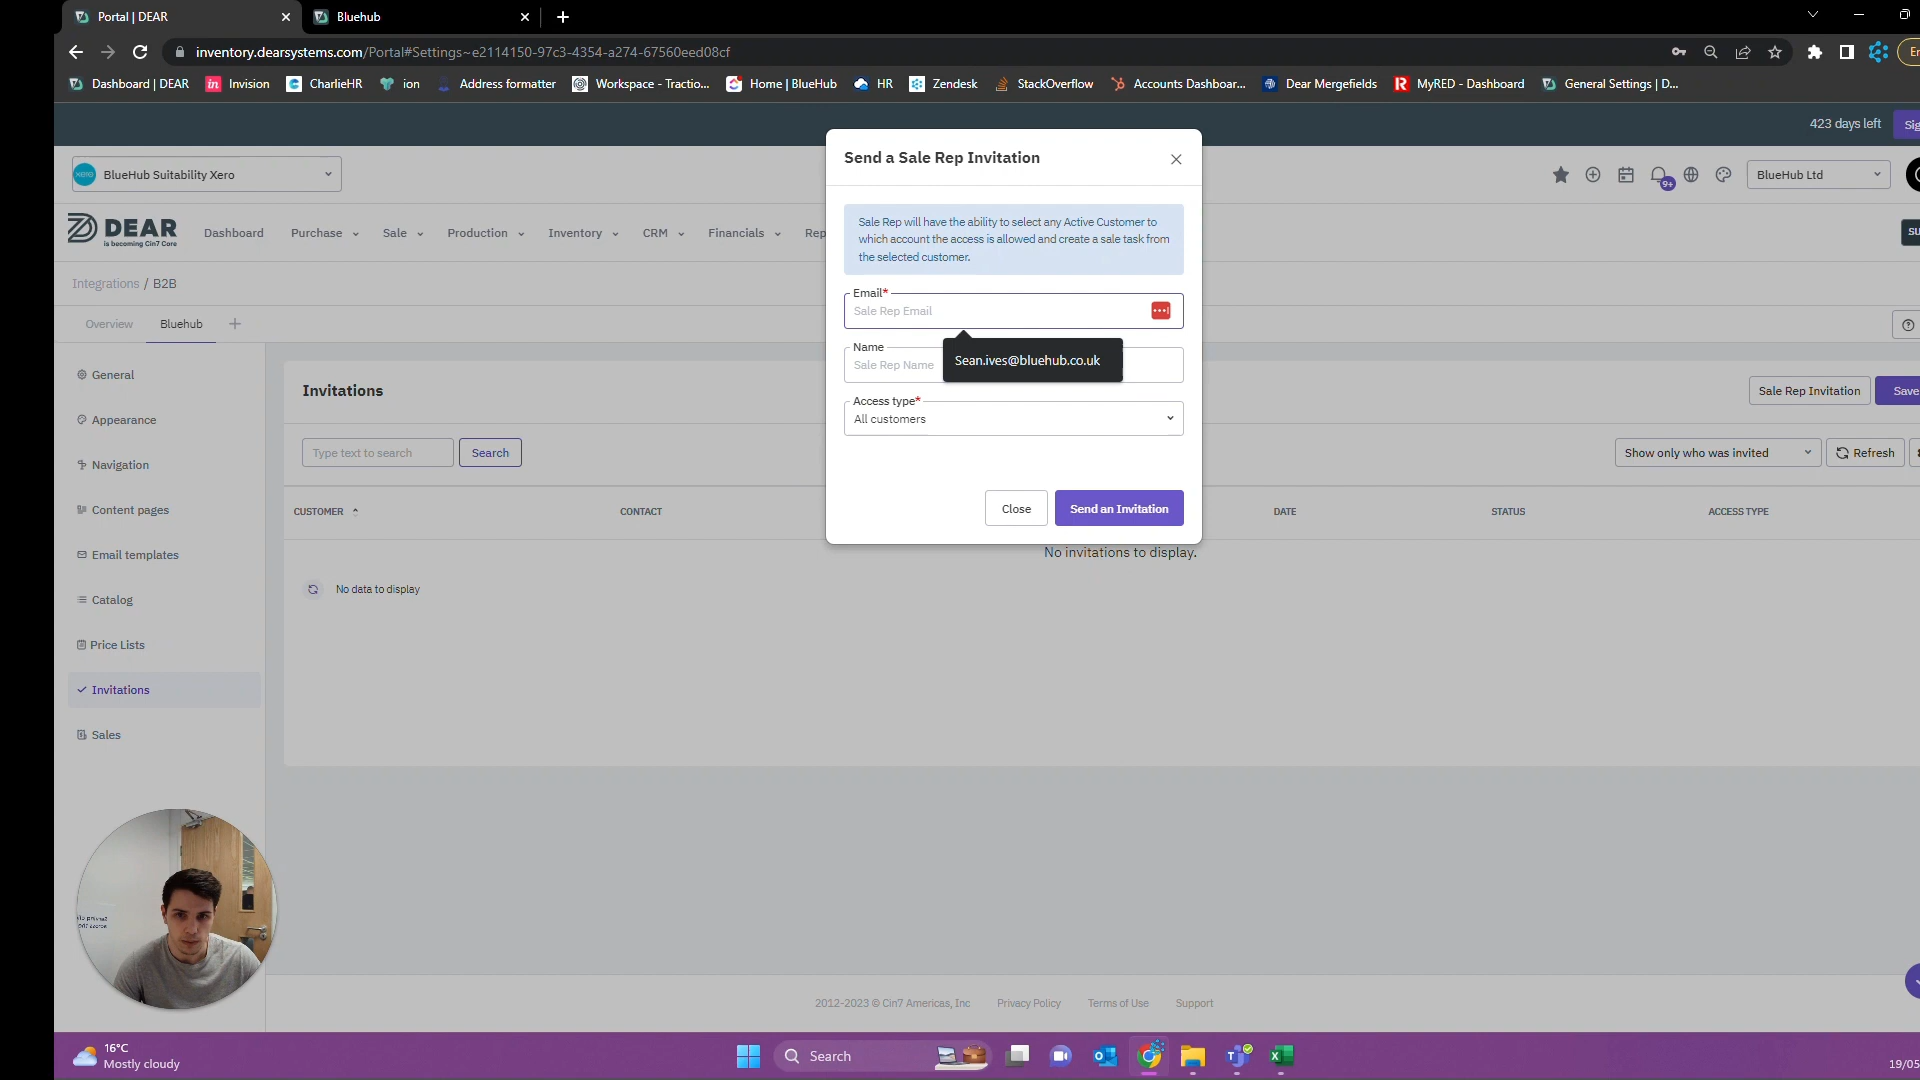 Portal | DEAR
Bluehub
inventory.dearsystems.com/Portal#Settings~e2114150-97c3-4354-a274-67560eed08cf
Dashboard | DEAR
in Invision
CharlieHR
ion
Address formatter
Workspace - Tractio...
Home | BlueHub
HR
Zendesk
StackOverflow
Accounts Dashboar...
Dear Mergefields
MyRED - Dashboard
General Settings | D...
423 days left
Sig
xero
BlueHub Suitability Xero
9+
BlueHub Ltd
DEAR
is becoming Cin7 Core
Dashboard
Purchase
Sale
Production
Inventory
CRM
Financials
Rep
SU
Integrations / B2B
Overview
Bluehub
General
Appearance
Navigation
Content pages
Email templates
Catalog
Price Lists
Invitations
Sales
Invitations
Sale Rep Invitation
Save
Type text to search
Search
Show only who was invited
Refresh
CUSTOMER
CONTACT
DATE
STATUS
ACCESS TYPE
No invitations to display.
No data to display
Send a Sale Rep Invitation
Sale Rep will have the ability to select any Active Customer to
which account the access is allowed and create a sale task from
the selected customer.
Email*
Sale Rep Email
Name
Sale Rep Name
Sean.ives@bluehub.co.uk
Access type*
All customers
Close
Send an Invitation
2012-2023 © Cin7 Americas, Inc
Privacy Policy
Terms of Use
Support
16°C
Mostly cloudy
Search
19/05